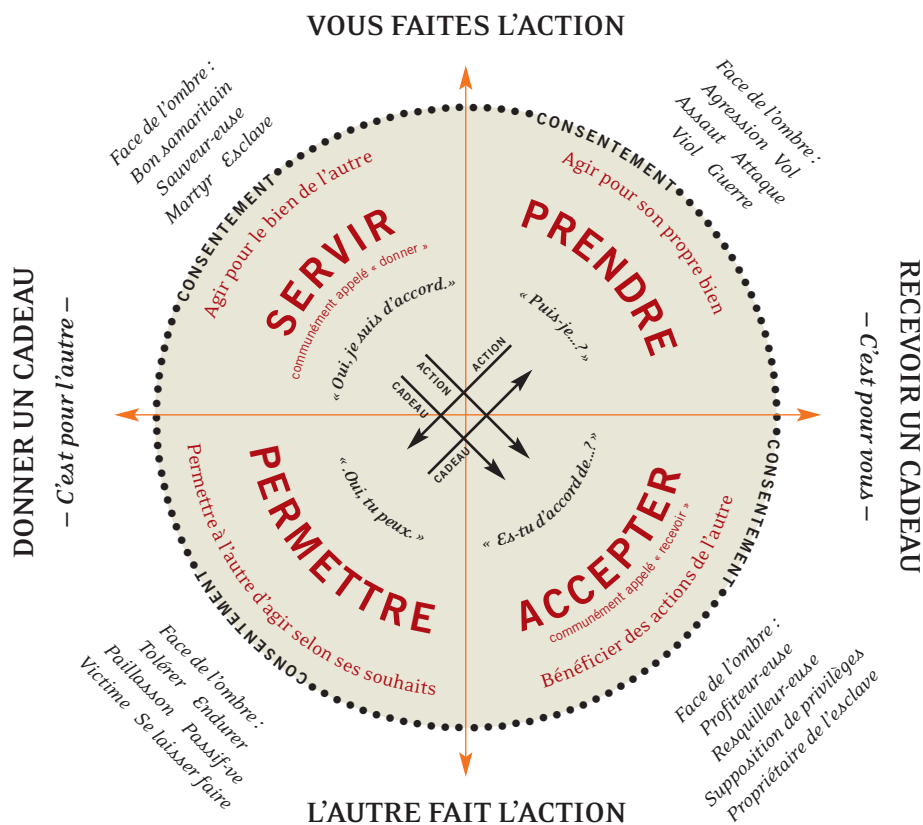 VOUS FAITES L'ACTION
Face de l'ombre :
Bon samaritain
Sauveur-euse
Martyr Esclave
Face de l'ombre :
Agression Vol
Assaut Attaque
Viol Guerre
CONSENTEMENT
Agir pour le bien de l'autre
SERVIR
communément appelé « donner »
« Oui, je suis d'accord.»
CONSENTEMENT
Agir pour son propre bien
PRENDRE
« Puis-je...? »
DONNER UN CADEAU
– C'est pour l'autre –
RECEVOIR UN CADEAU
– C'est pour vous –
ACTION
ACTION
CADEAU
CADEAU
« .Oui, tu peux. »
PERMETTRE
Permettre à l'autre d'agir selon ses souhaits
CONSENTEMENT
« Es-tu d'accord de...? »
ACCEPTER
communément appelé « recevoir »
Bénéficier des actions de l'autre
CONSENTEMENT
Face de l'ombre :
Tolérer Endurer
Paillasson Passif-ve
Victime Se laisser faire
Face de l'ombre :
Profiteur-euse
Resquilleur-euse
Supposition de privilèges
Propriétaire de l'esclave
L'AUTRE FAIT L'ACTION